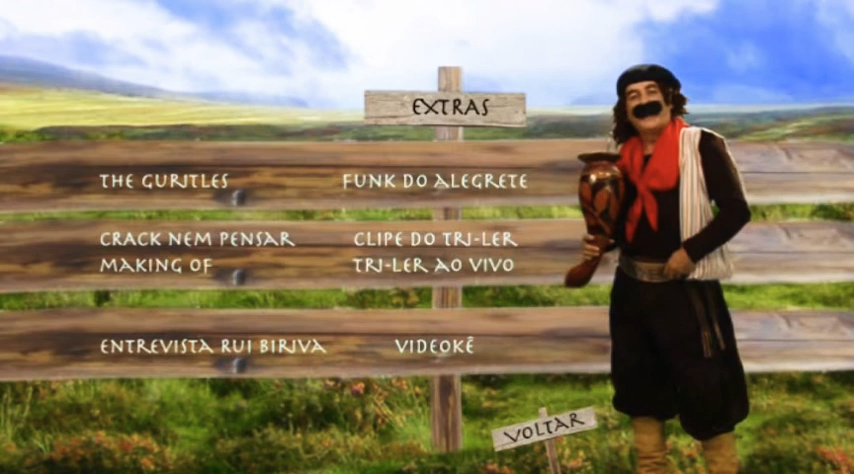 EXTRAS
THE GURITLES
FUNK DO ALEGRETE
CRACK NEM PENSAR
CLIPE DO TRI-LER
MAKING OF
TRI-LER AO VIVO
ENTREVISTA RUI BIRIVA
VIDEOKÊ
VOLTAR